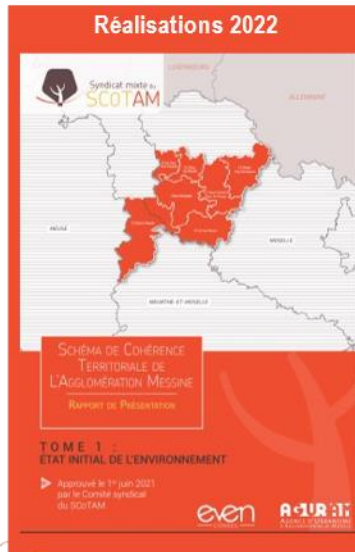 Réalisations 2022
Syndicat mixte du
SCOTAM
LUXEMBOURG
ALLEMAGNE
MEUSE
MOSELLE
MEURTHE-ET-MOSELLE
SCHÉMA DE COHÉRENCE
TERRITORIALE DE
L'AGGLOMÉRATION MESSINE
RAPPORT DE PRÉSENTATION
TOME 1 :
ÉTAT INITIAL DE L'ENVIRONNEMENT
Approuvé le 1er juin 2021
par le Comité syndical
du SCoTAM
even
CONSEIL
AGURAM
AGENCE D'URBANISME